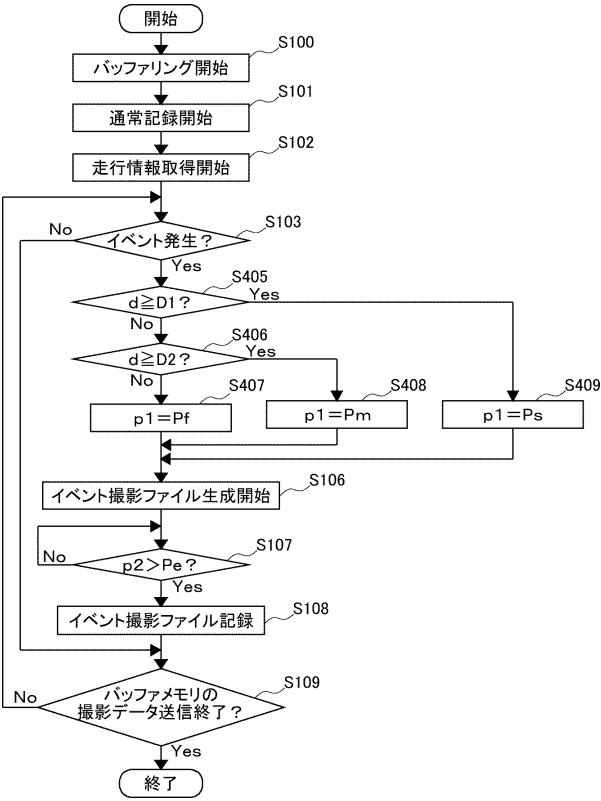 開始
S100
バッファリング開始
S101
通常記録開始
S102
走行情報取得開始
S103
No
イベント発生？
Yes
S405
d≧D1？
Yes
No
S406
d≧D2？
Yes
No
S407
S408
S409
p1＝Pf
p1＝Pm
p1＝Ps
S106
イベント撮影ファイル生成開始
S107
No
p2＞Pe？
Yes
S108
イベント撮影ファイル記録
S109
No
バッファメモリの
撮影データ送信終了？
Yes
終了